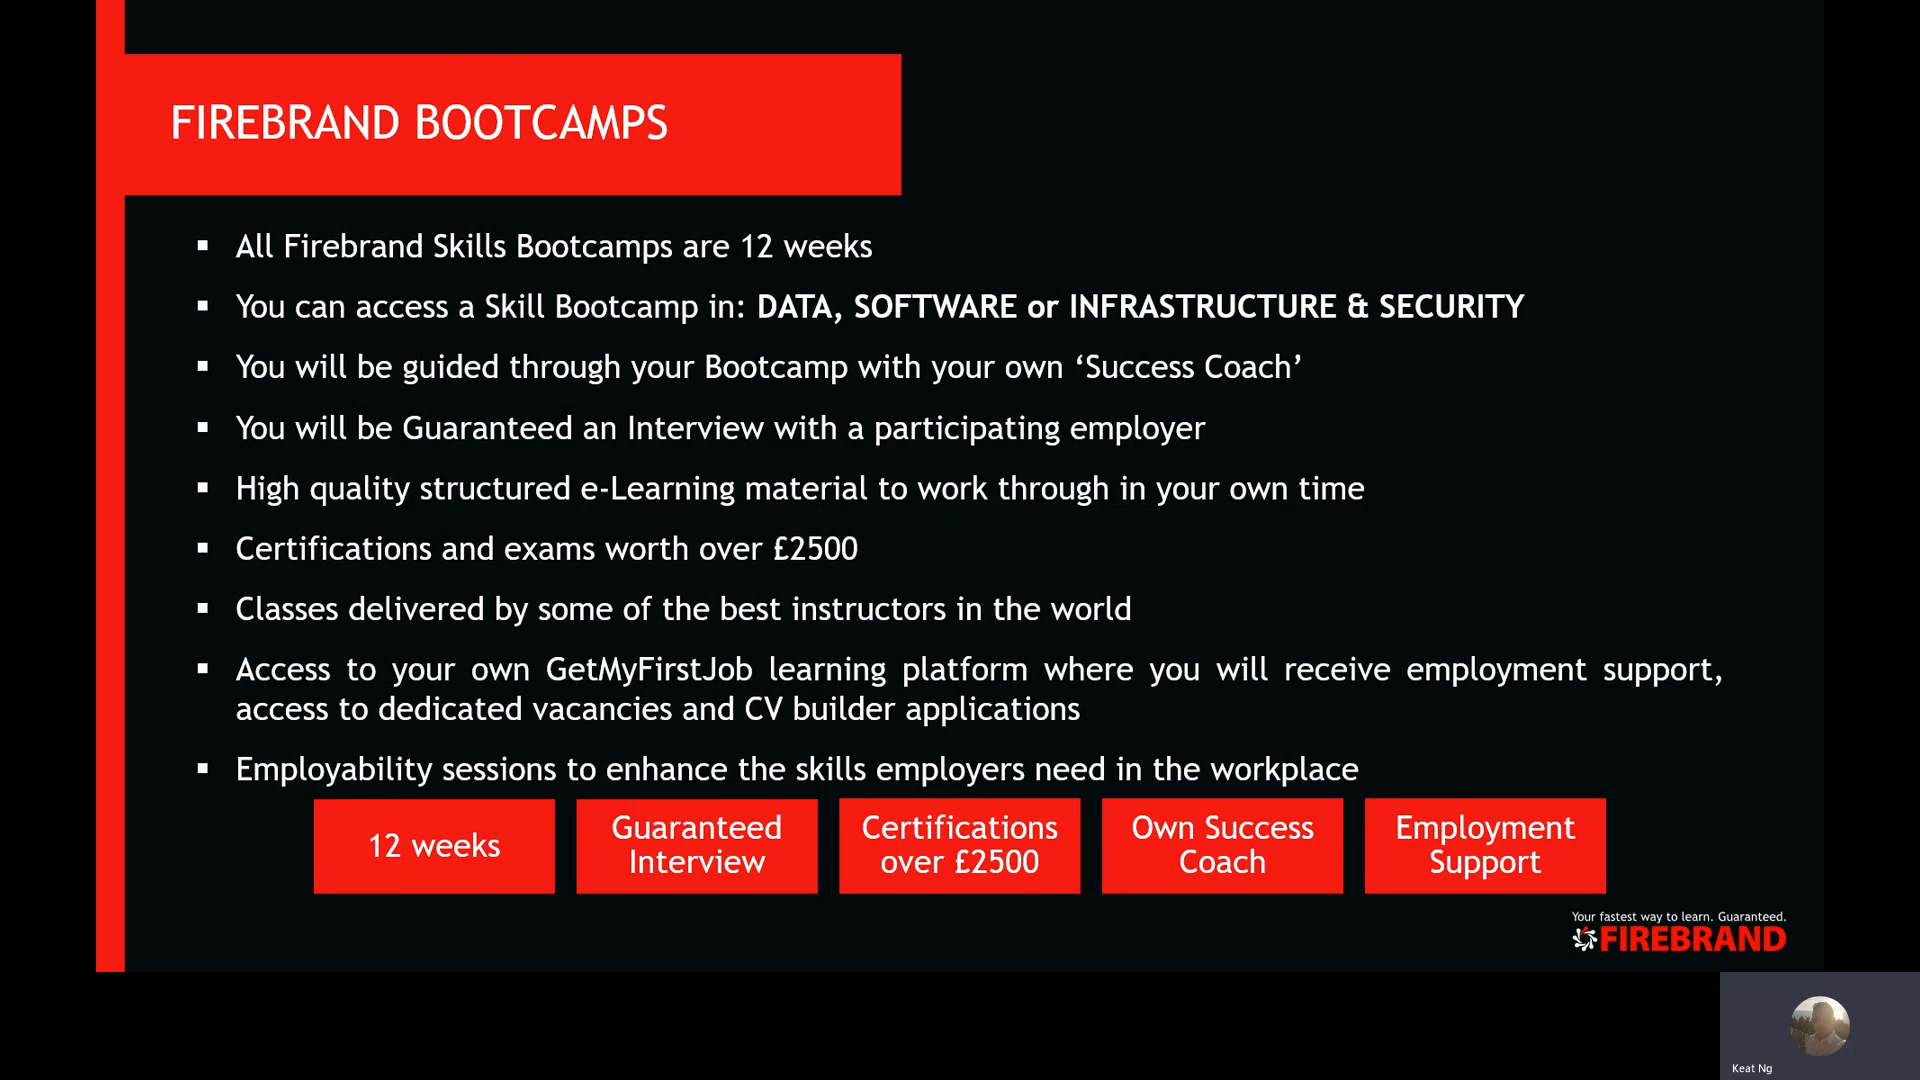 FIREBRAND BOOTCAMPS
▪ All Firebrand Skills Bootcamps are 12 weeks
▪ You can access a Skill Bootcamp in: DATA, SOFTWARE or INFRASTRUCTURE & SECURITY
▪ You will be guided through your Bootcamp with your own ‘Success Coach’
▪ You will be Guaranteed an Interview with a participating employer
▪ High quality structured e-Learning material to work through in your own time
▪ Certifications and exams worth over £2500
▪ Classes delivered by some of the best instructors in the world
▪ Access to your own GetMyFirstJob learning platform where you will receive employment support,
access to dedicated vacancies and CV builder applications
▪ Employability sessions to enhance the skills employers need in the workplace
12 weeks
Guaranteed
Interview
Certifications
over £2500
Own Success
Coach
Employment
Support
Your fastest way to learn. Guaranteed.
FIREBRAND
Keat Ng